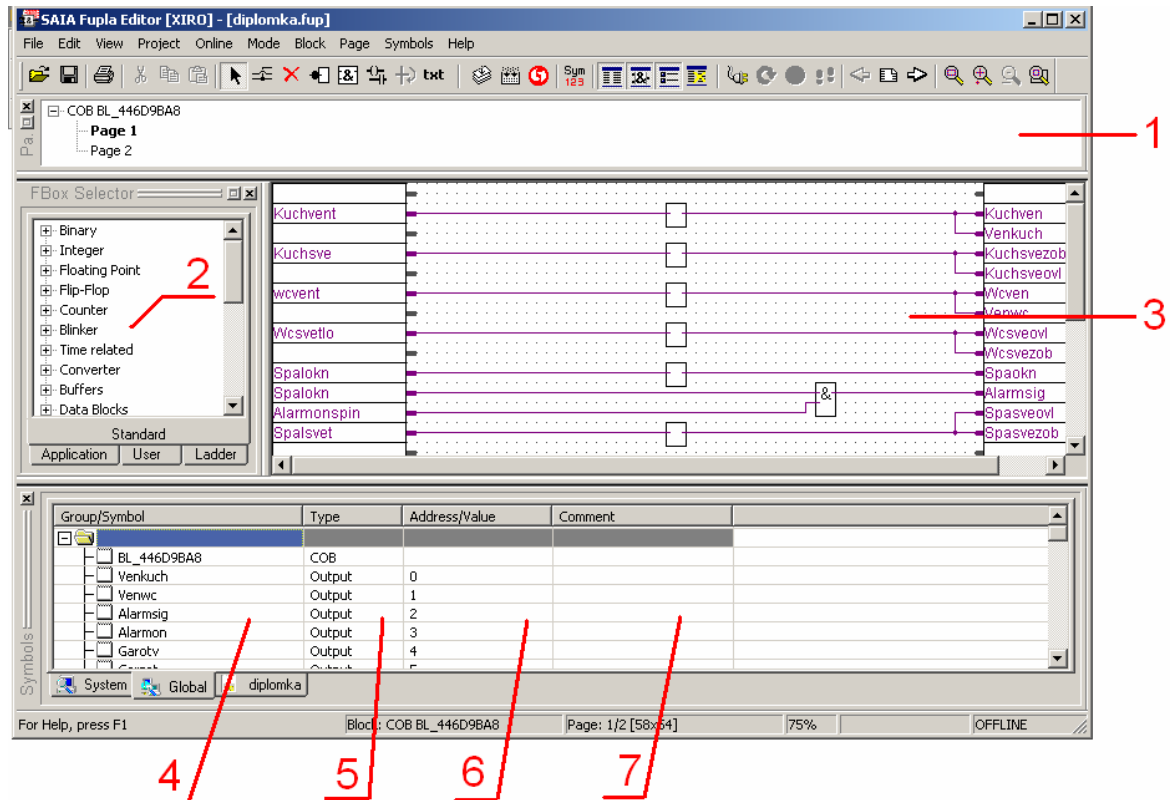 SAIA Fupla Editor [XIRO] - [diplomka.fup]
File Edit View Project Online Mode Block Page Symbols Help
& txt Sym 123 :&:
Pa.
COB BL_446D9BA8
Page 1
Page 2
1
FBox Selector
Binary
Integer
Floating Point
Flip-Flop
Counter
Blinker
Time related
Converter
Buffers
Data Blocks
Standard
Application User Ladder
2
Kuchvent Kuchven
Venkuch
Kuchsve Kuchsvezob
Kuchsveovl
wcvent Wcven
Venwc
Wcsvetlo Wcsveovl
Wcsvezob
Spalokn Spaokn
Spalokn & Alarmsig
Alarmonspin Spasveovl
Spalsvet Spasvezob
3
Symbols
Group/Symbol Type Address/Value Comment
BL_446D9BA8 COB
Venkuch Output 0
Venwc Output 1
Alarmsig Output 2
Alarmon Output 3
Garotv Output 4
System Global diplomka
For Help, press F1 Block: COB BL_446D9BA8 Page: 1/2 [58x64] 75% OFFLINE
4 5 6 7